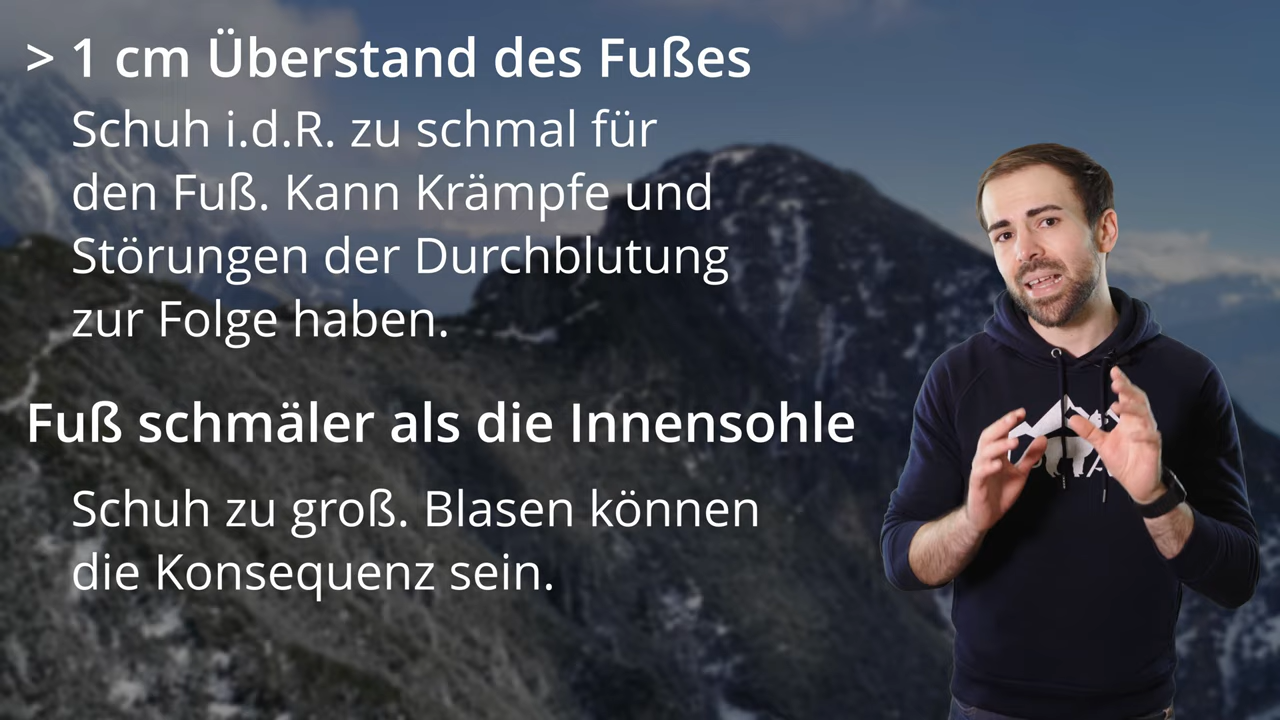 > 1 cm Überstand des Fußes
Schuh i.d.R. zu schmal für
den Fuß. Kann Krämpfe und
Störungen der Durchblutung
zur Folge haben.
Fuß schmäler als die Innensohle
Schuh zu groß. Blasen können
die Konsequenz sein.